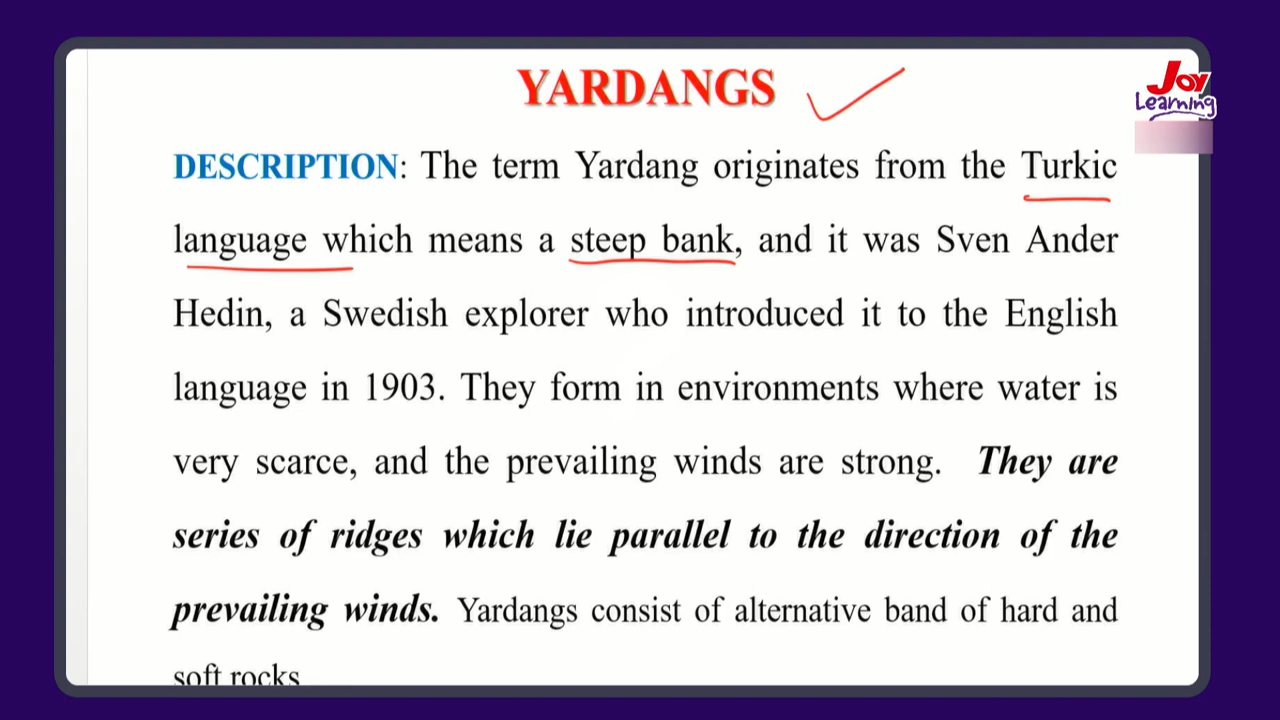 YARDANGS
Joy
Learning
DESCRIPTION: The term Yardang originates from the Turkic
language which means a steep bank, and it was Sven Ander
Hedin, a Swedish explorer who introduced it to the English
language in 1903. They form in environments where water is
very scarce, and the prevailing winds are strong. They are
series of ridges which lie parallel to the direction of the
prevailing winds. Yardangs consist of alternative band of hard and
soft rocks